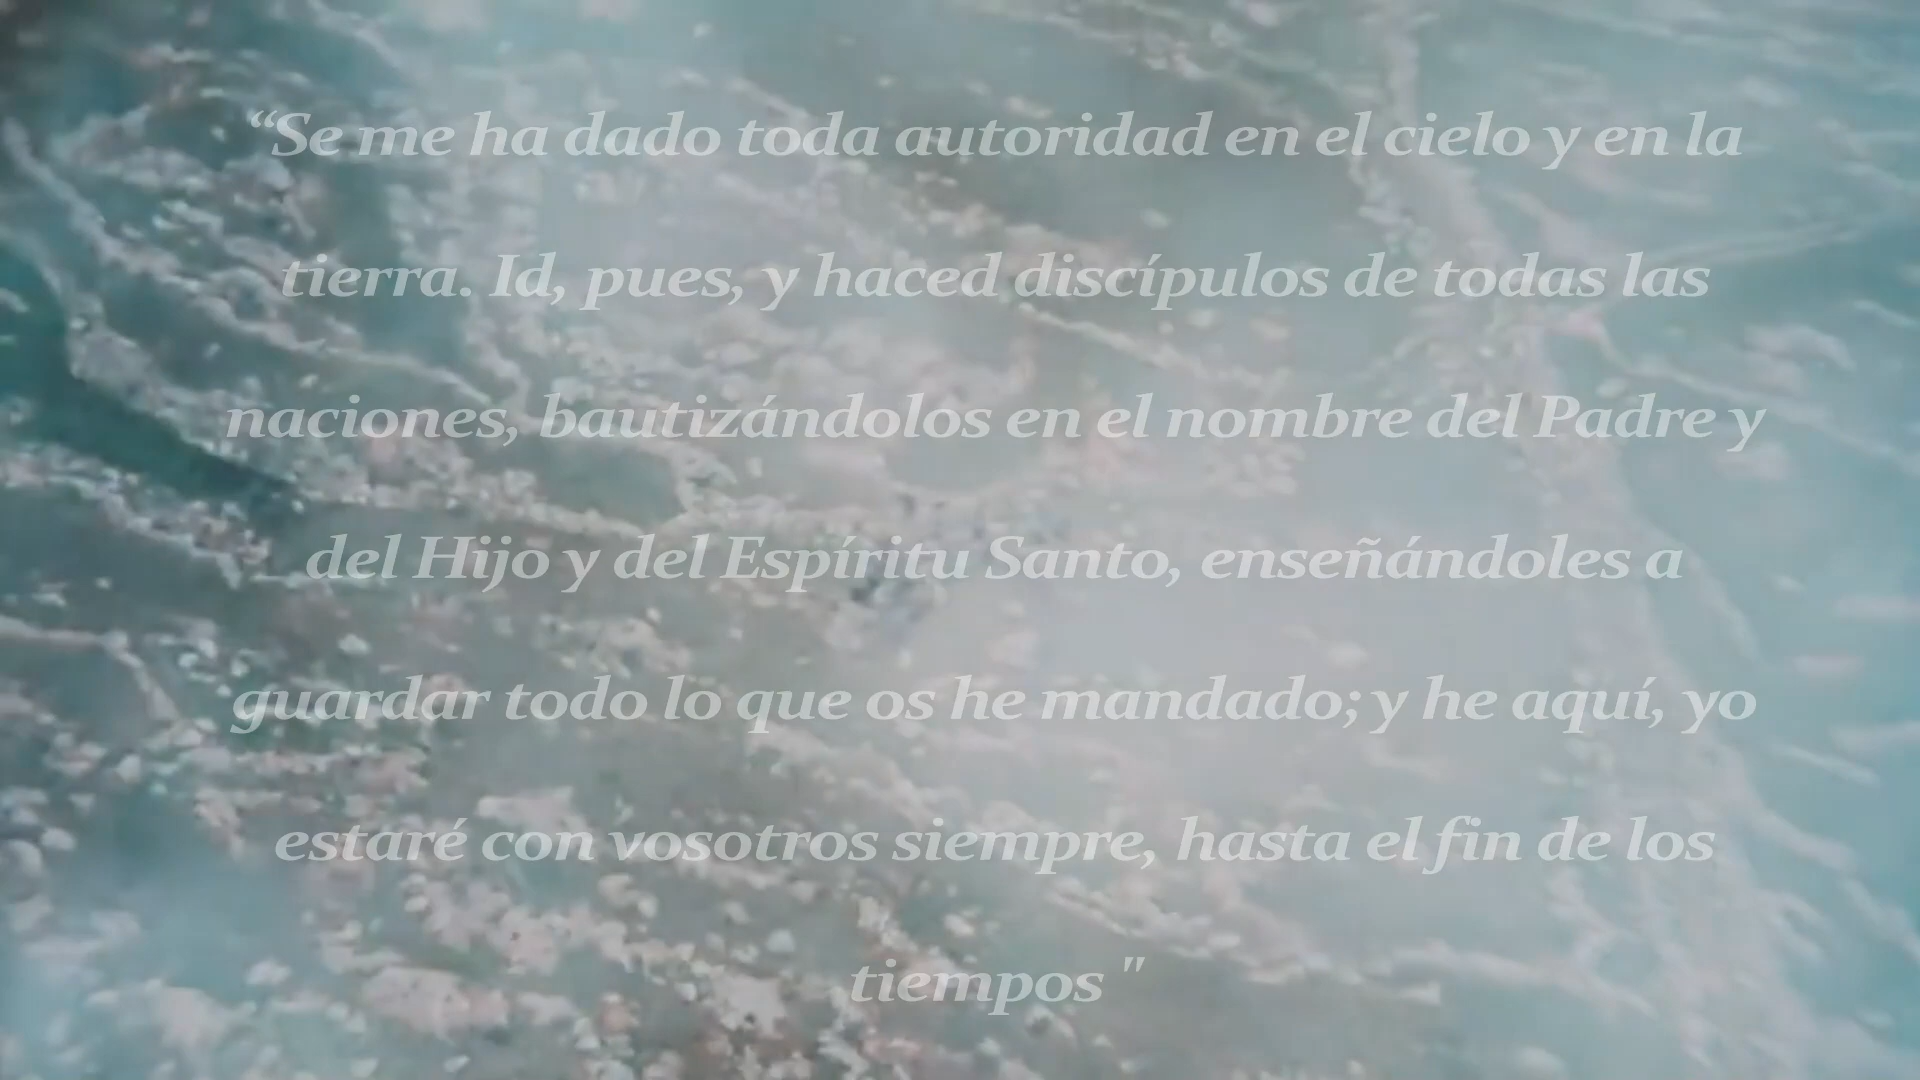 “Se me ha dado toda autoridad en el cielo y en la
tierra. Id, pues, y haced discípulos de todas las
naciones, bautizándolos en el nombre del Padre y
del Hijo y del Espíritu Santo, enseñándoles a
guardar todo lo que os he mandado; y he aquí, yo
estaré con vosotros siempre, hasta el fin de los
tiempos "